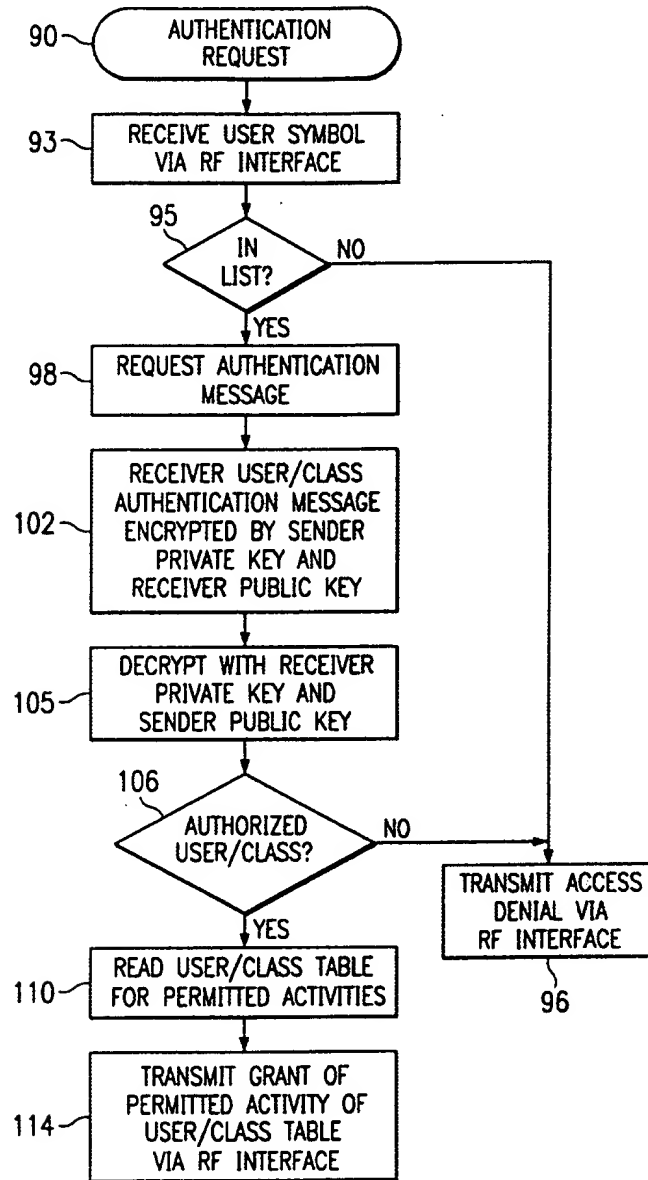 90
AUTHENTICATION
REQUEST
93
RECEIVE USER SYMBOL
VIA RF INTERFACE
95
IN
LIST?
NO
YES
98
REQUEST AUTHENTICATION
MESSAGE
102
RECEIVER USER/CLASS
AUTHENTICATION MESSAGE
ENCRYPTED BY SENDER
PRIVATE KEY AND
RECEIVER PUBLIC KEY
105
DECRYPT WITH RECEIVER
PRIVATE KEY AND
SENDER PUBLIC KEY
106
AUTHORIZED
USER/CLASS?
NO
YES
TRANSMIT ACCESS
DENIAL VIA
RF INTERFACE
96
110
READ USER/CLASS TABLE
FOR PERMITTED ACTIVITIES
114
TRANSMIT GRANT OF
PERMITTED ACTIVITY OF
USER/CLASS TABLE
VIA RF INTERFACE